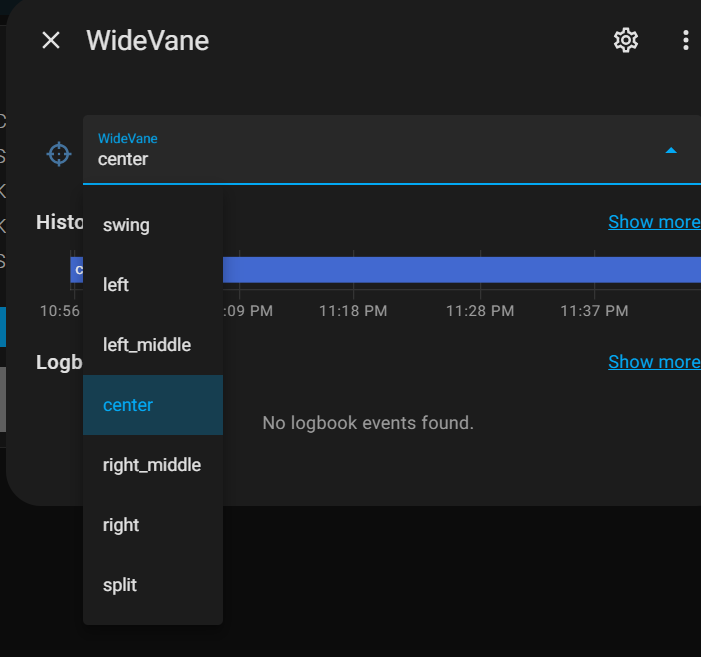 WideVane
WideVane
center
Histo
Show more
swing
left
left_middle
center
right_middle
right
split
c
10:56
:09 PM
11:18 PM
11:28 PM
11:37 PM
Logb
Show more
No logbook events found.